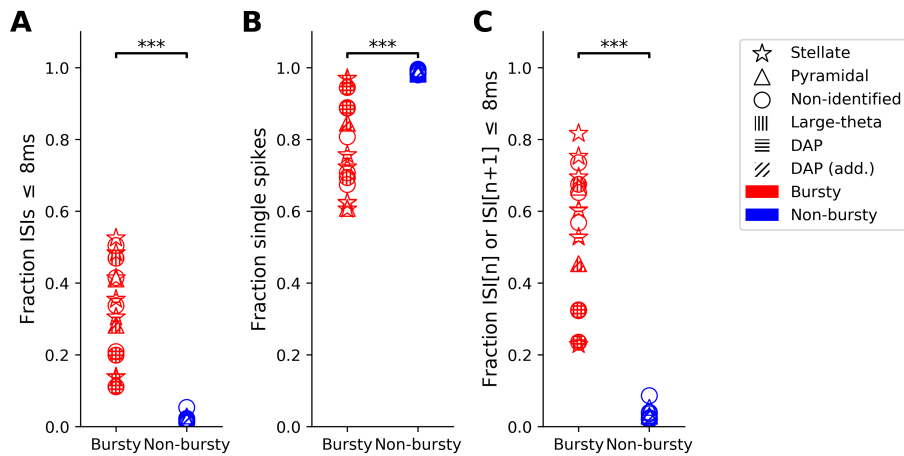 A
***
Fraction ISIs ≤ 8ms
1.0
0.8
0.6
0.4
0.2
0.0
Bursty
Non-bursty
B
***
Fraction single spikes
1.0
0.8
0.6
0.4
0.2
0.0
Bursty
Non-bursty
C
***
Fraction ISI[n] or ISI[n+1] ≤ 8ms
1.0
0.8
0.6
0.4
0.2
0.0
Bursty
Non-bursty
Stellate
Pyramidal
Non-identified
Large-theta
DAP
DAP (add.)
Bursty
Non-bursty